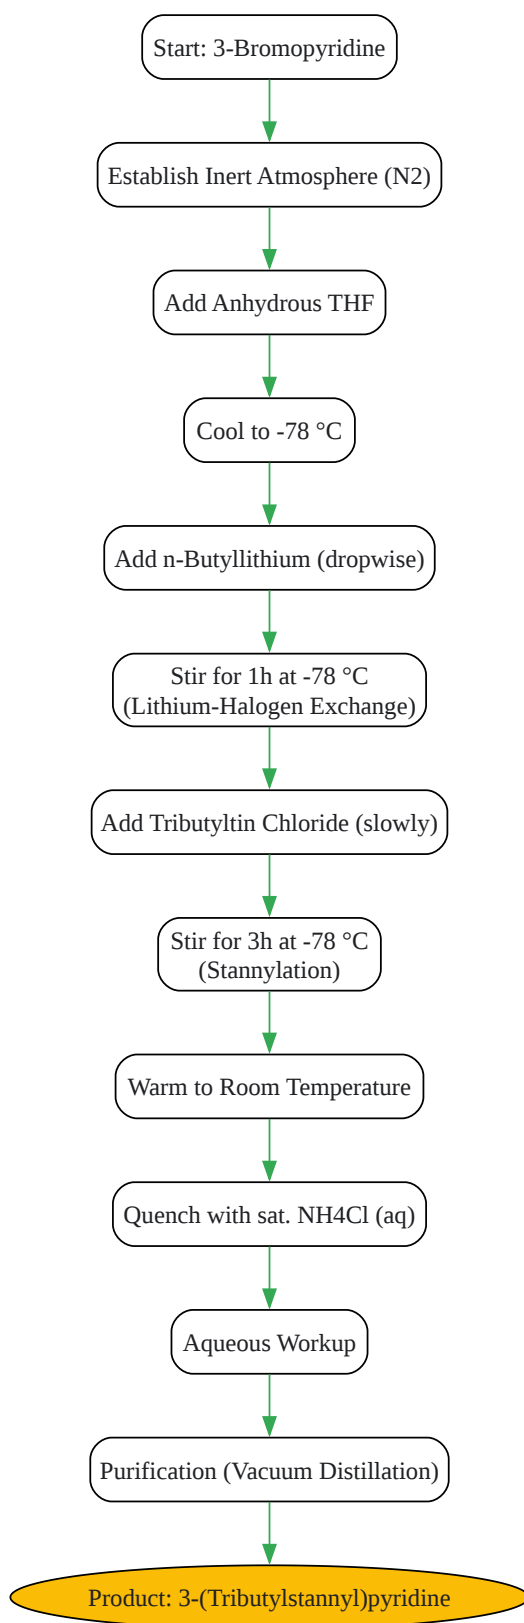 Start: 3-Bromopyridine
Establish Inert Atmosphere (N2)
Add Anhydrous THF
Cool to -78 °C
Add n-Butyllithium (dropwise)
Stir for 1h at -78 °C
(Lithium-Halogen Exchange)
Add Tributyltin Chloride (slowly)
Stir for 3h at -78 °C
(Stannylation)
Warm to Room Temperature
Quench with sat. NH4Cl (aq)
Aqueous Workup
Purification (Vacuum Distillation)
Product: 3-(Tributylstannyl)pyridine